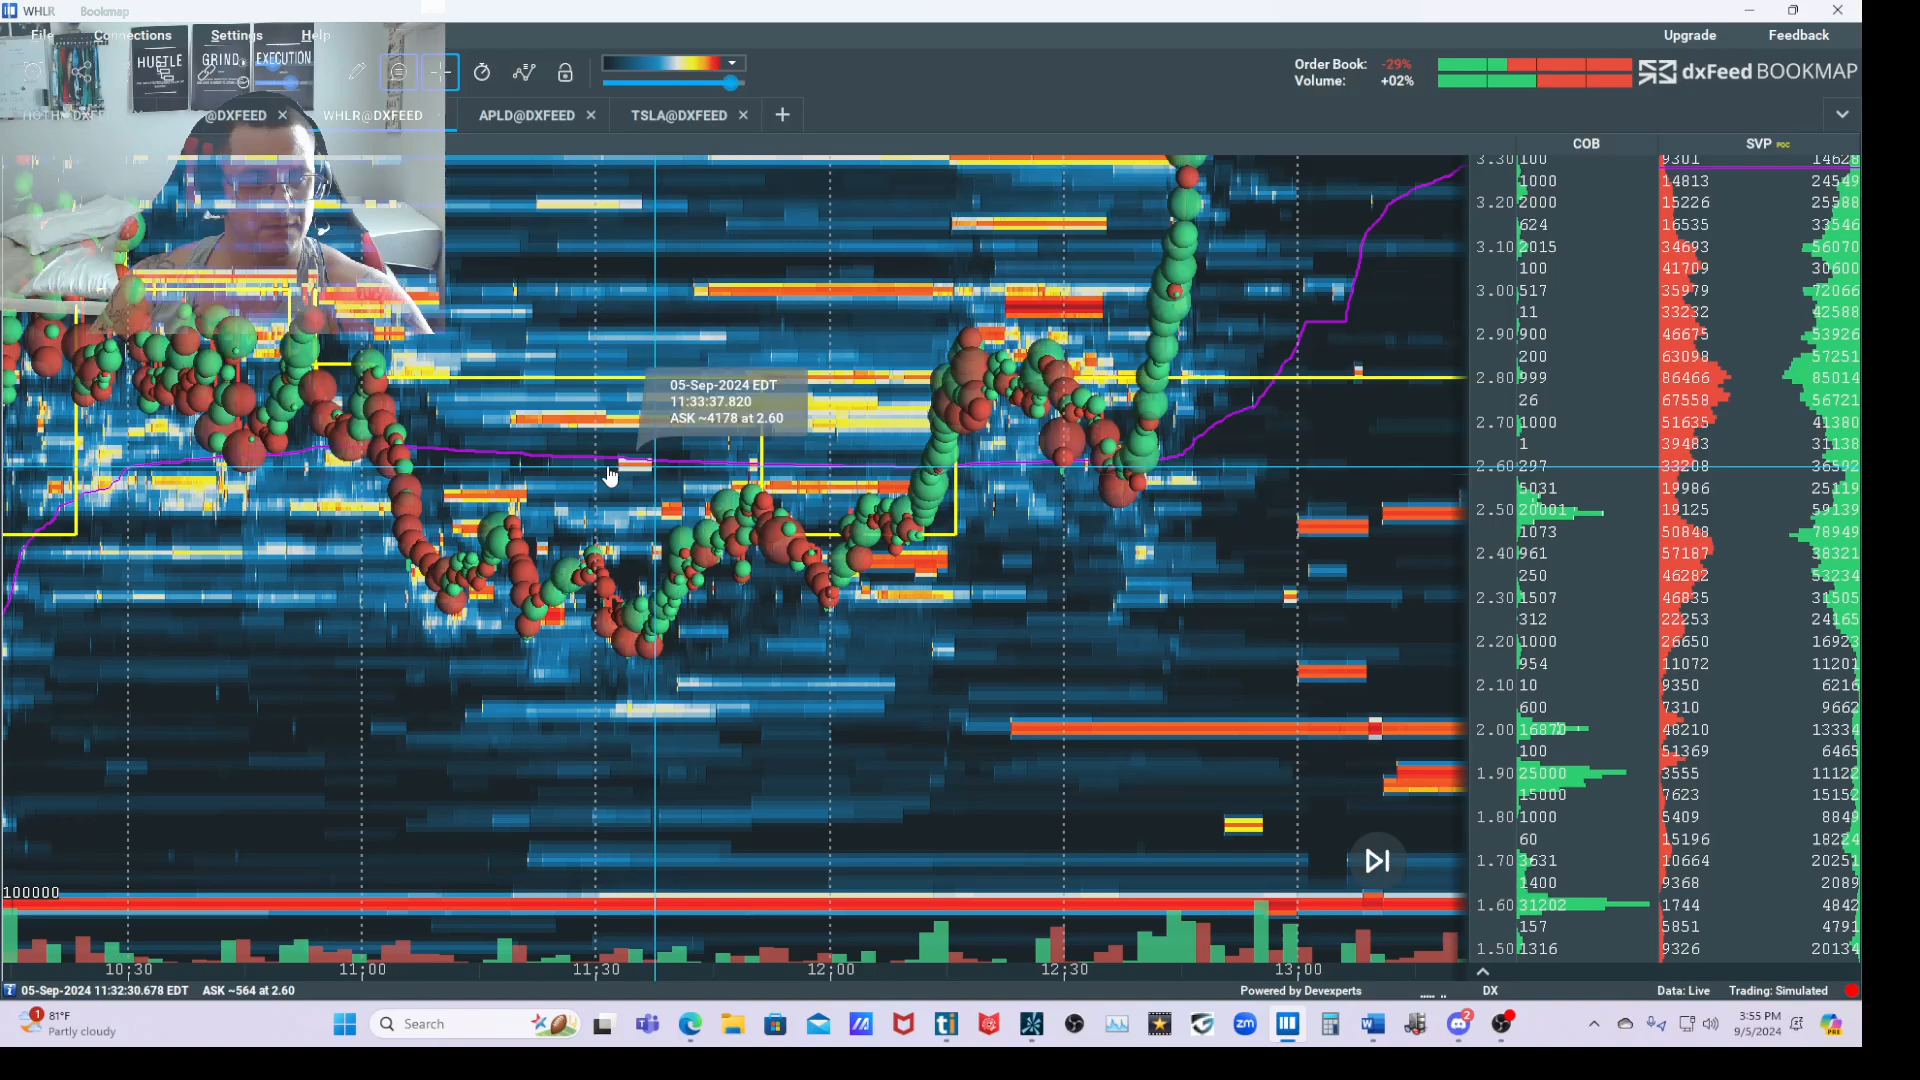 WHLR Bookmap
File Connections Settings Help
HUSTLE GRIND EXECUTION
Upgrade Feedback
Order Book: -29%
Volume: +02%
dxFeed BOOKMAP
@DXFEED WHLR@DXFEED APLD@DXFEED TSLA@DXFEED
COB SVP
3.30 100 9301 14628
1000 14813 24549
3.20 2000 15226 25588
624 16535 33546
3.10 2015 34693 56070
100 41709 30600
3.00 517 35979 72066
11 33232 42588
2.90 900 46675 53926
200 63098 57251
2.80 999 86466 85014
26 67558 56721
2.70 1000 51635 41380
1 39483 31138
2.60 297 33208 36592
5031 19986 25119
2.50 20001 19125 59139
1073 50848 78949
2.40 961 57187 38321
250 46282 53234
2.30 1507 46835 31505
312 22253 24165
2.20 1000 26650 16923
954 11072 11201
2.10 10 9350 6216
600 7310 9662
2.00 16870 48210 13334
100 51369 6465
1.90 25000 3555 11122
15000 7623 15152
1.80 1000 5409 8849
60 15196 18224
1.70 3631 10664 20251
1400 9368 2089
1.60 31202 1744 4842
157 5851 4791
1.50 1316 9326 20134
05-Sep-2024 EDT
11:33:37.820
ASK ~4178 at 2.60
100000
10:30 11:00 11:30 12:00 12:30 13:00
05-Sep-2024 11:32:30.678 EDT ASK ~564 at 2.60
Powered by Devexperts DX Data: Live Trading: Simulated
81°F
Partly cloudy
Search
3:55 PM
9/5/2024